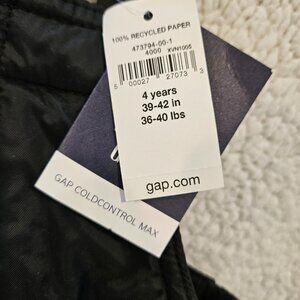 100% RECYCLED PAPER
473794-00-1
4000 XVN1005
5 00027 27073 3
4 years
39-42 in
36-40 lbs
gap.com
GAP COLDCONTROL MAX